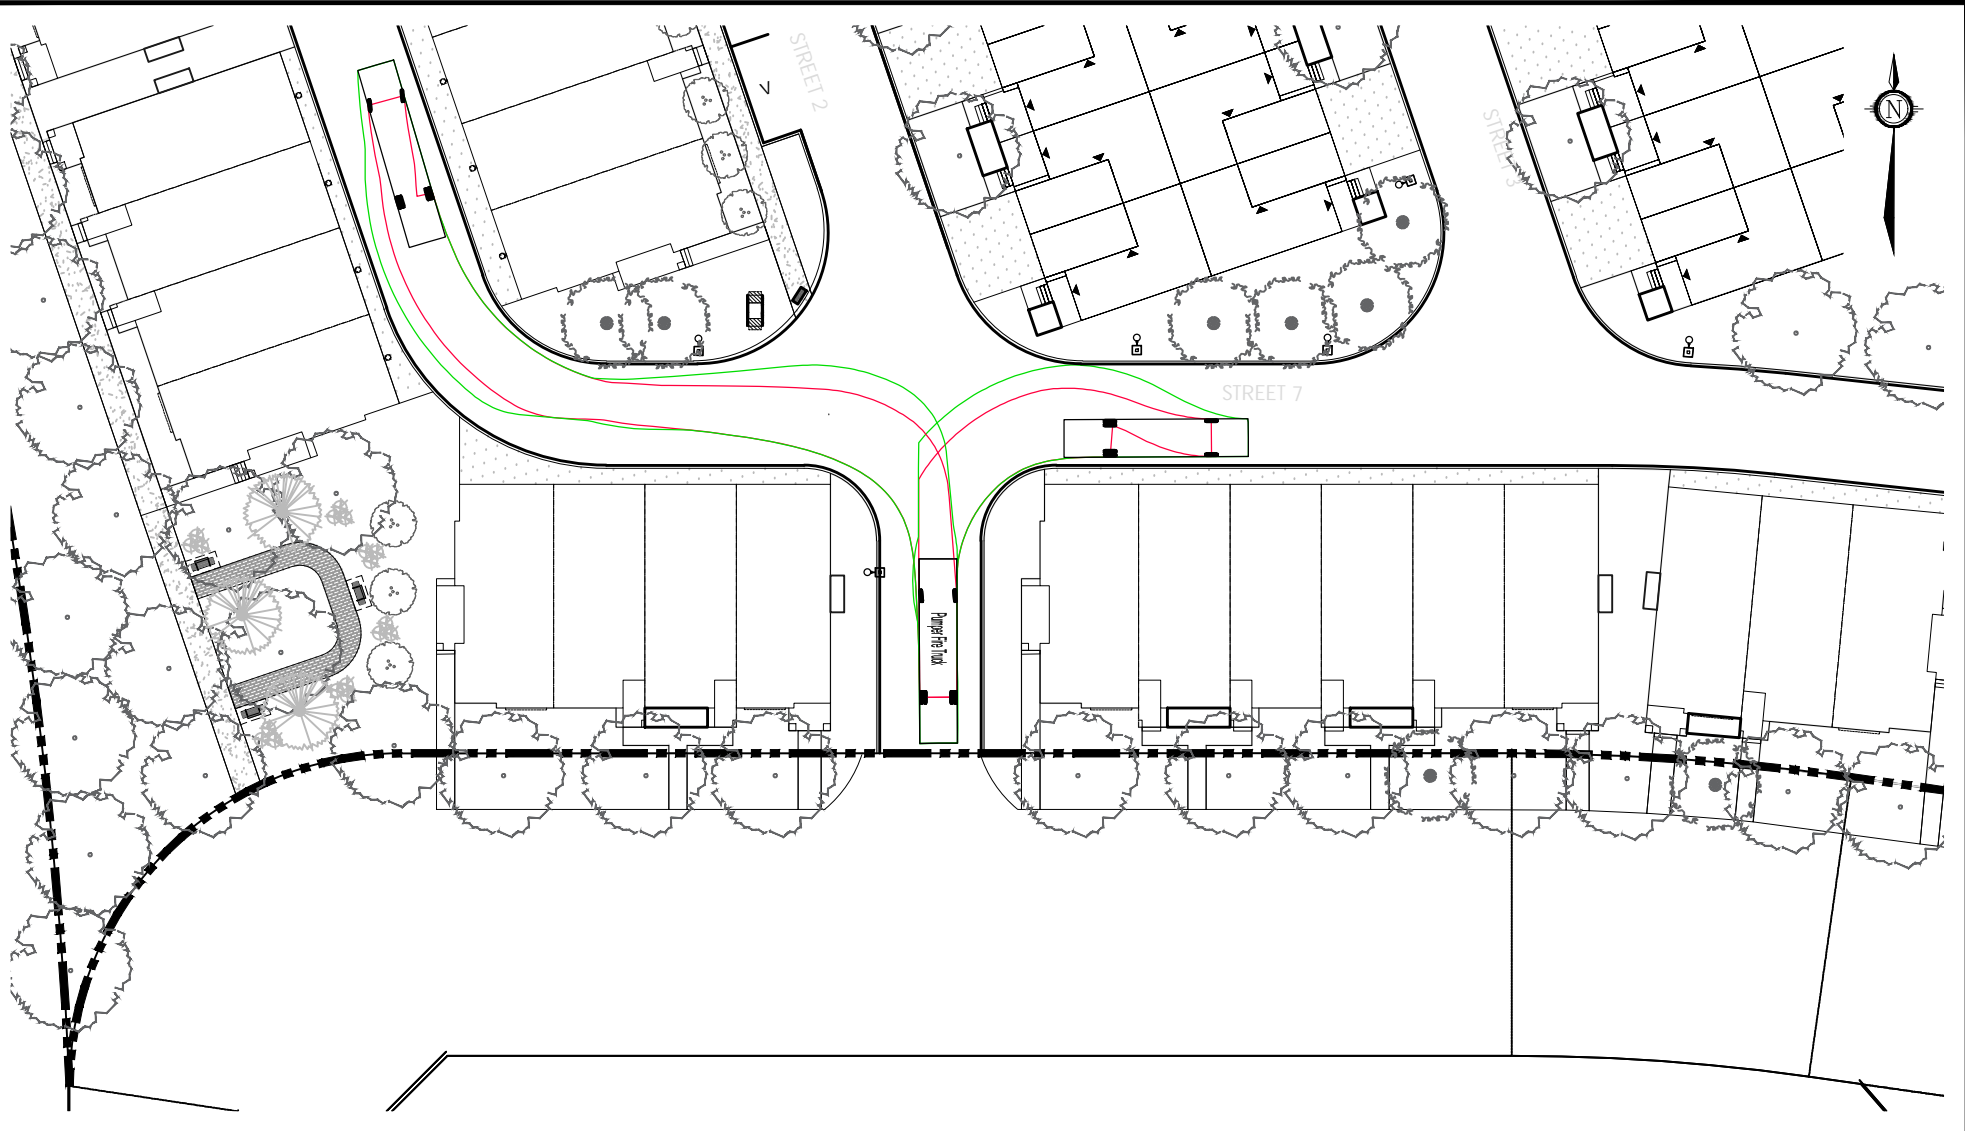 STREET 2
N
STREET 3
STREET 7
Pumper Fire Truck